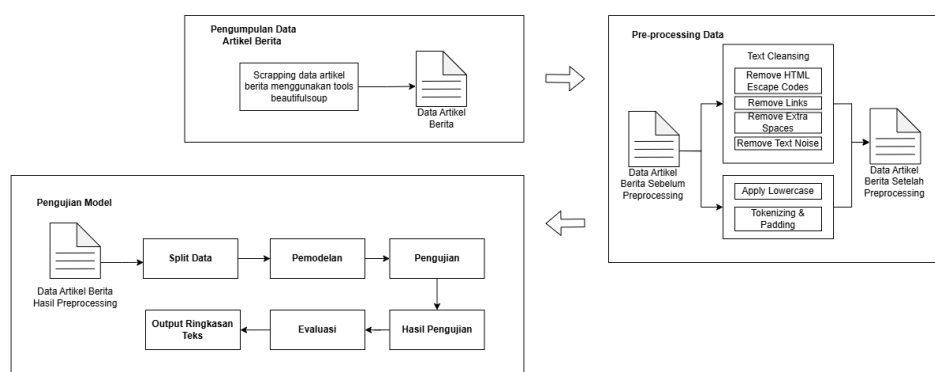 Pengumpulan Data
Artikel Berita
Scrapping data artikel
berita menggunakan tools
beautifulsoup
Data Artikel
Berita
Pre-processing Data
Text Cleansing
Remove HTML
Escape Codes
Remove Links
Remove Extra
Spaces
Remove Text Noise
Data Artikel
Berita Sebelum
Preprocessing
Apply Lowercase
Tokenizing &
Padding
Data Artikel
Berita Setelah
Preprocessing
Pengujian Model
Data Artikel Berita
Hasil Preprocessing
Split Data
Pemodelan
Pengujian
Hasil Pengujian
Evaluasi
Output Ringkasan
Teks